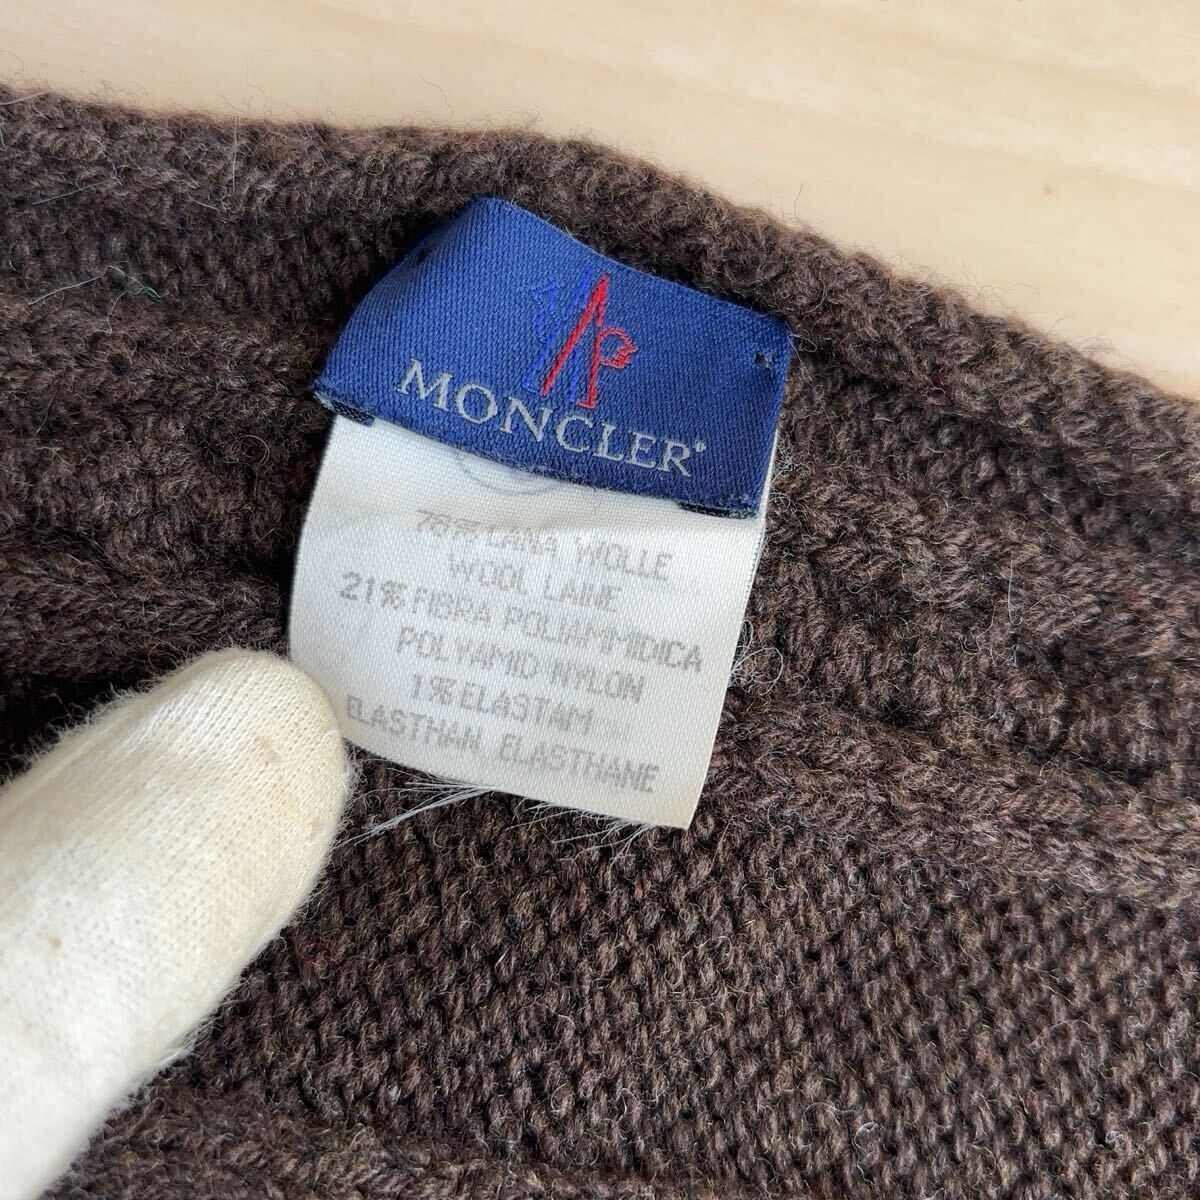 MONCLER
78% LANA WOLLE
WOOL LAINE
21% FIBRA POLIAMMIDICA
POLYAMID NYLON
1% ELASTAM
ELASTHAN ELASTHANE